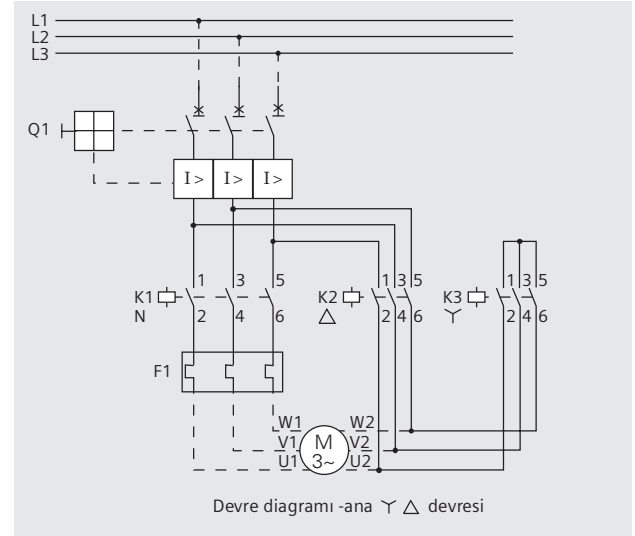 L1
L2
L3
Q1
I> I> I>
1 3 5
K1
N
2 4 6
1 3 5
K2
△
2 4 6
1 3 5
K3
Y
2 4 6
F1
W1 W2
V1 M V2
U1 3~ U2
Devre diagramı -ana Y △ devresi